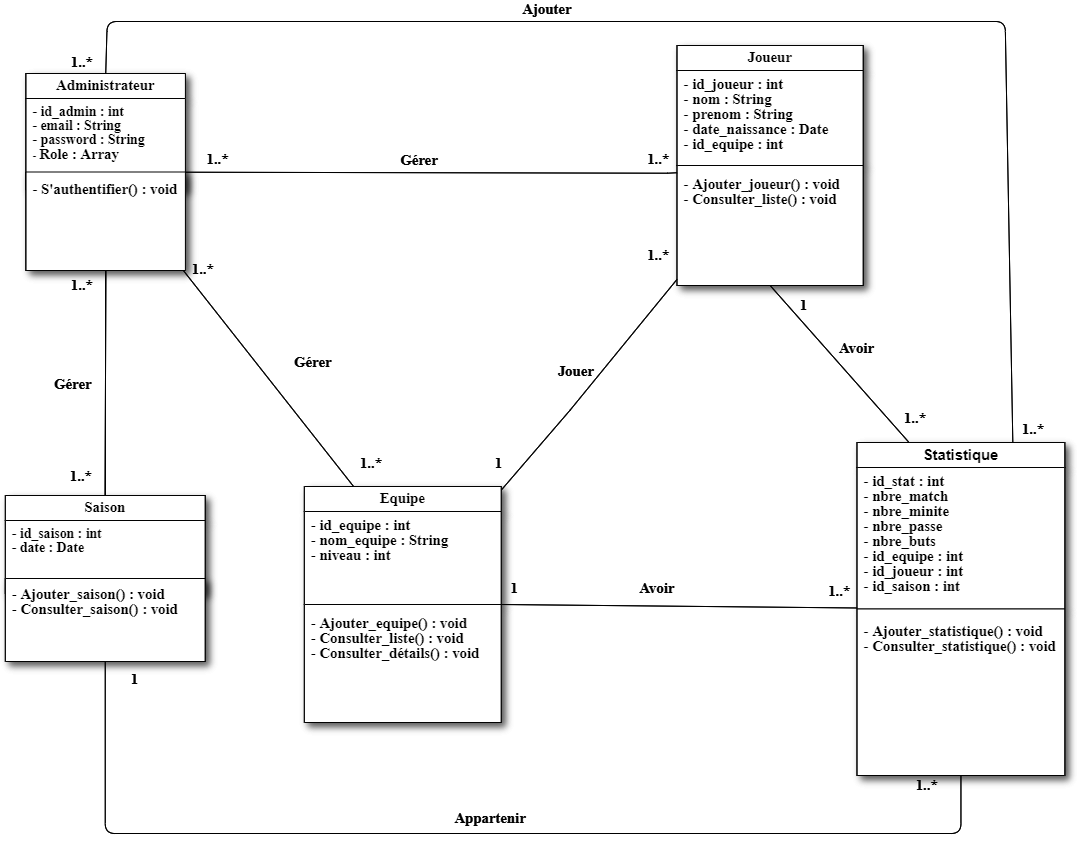 Ajouter
1..*
Administrateur
- id_admin : int
- email : String
- password : String
- Role : Array
- S'authentifier() : void
1..*
Gérer
1..*
Joueur
- id_joueur : int
- nom : String
- prenom : String
- date_naissance : Date
- id_equipe : int
- Ajouter_joueur() : void
- Consulter_liste() : void
1..*
1..*
1..*
1
Gérer
Gérer
Jouer
Avoir
1..*
1..*
1
1..*
1..*
Saison
- id_saison : int
- date : Date
- Ajouter_saison() : void
- Consulter_saison() : void
1
Equipe
- id_equipe : int
- nom_equipe : String
- niveau : int
- Ajouter_equipe() : void
- Consulter_liste() : void
- Consulter_détails() : void
1
Avoir
1..*
Statistique
- id_stat : int
- nbre_match
- nbre_minite
- nbre_passe
- nbre_buts
- id_equipe : int
- id_joueur : int
- id_saison : int
- Ajouter_statistique() : void
- Consulter_statistique() : void
1..*
Appartenir